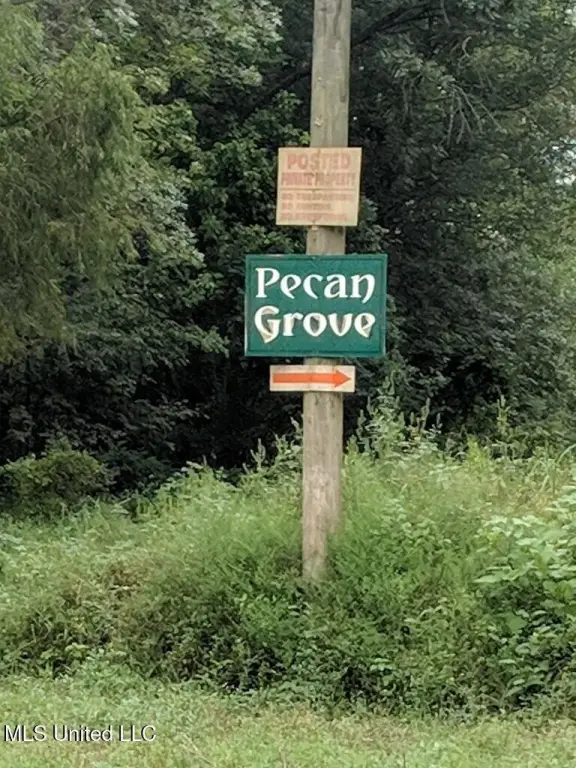 POSTED
PRIVATE PROPERTY
Pecan
Grove
MLS United LLC